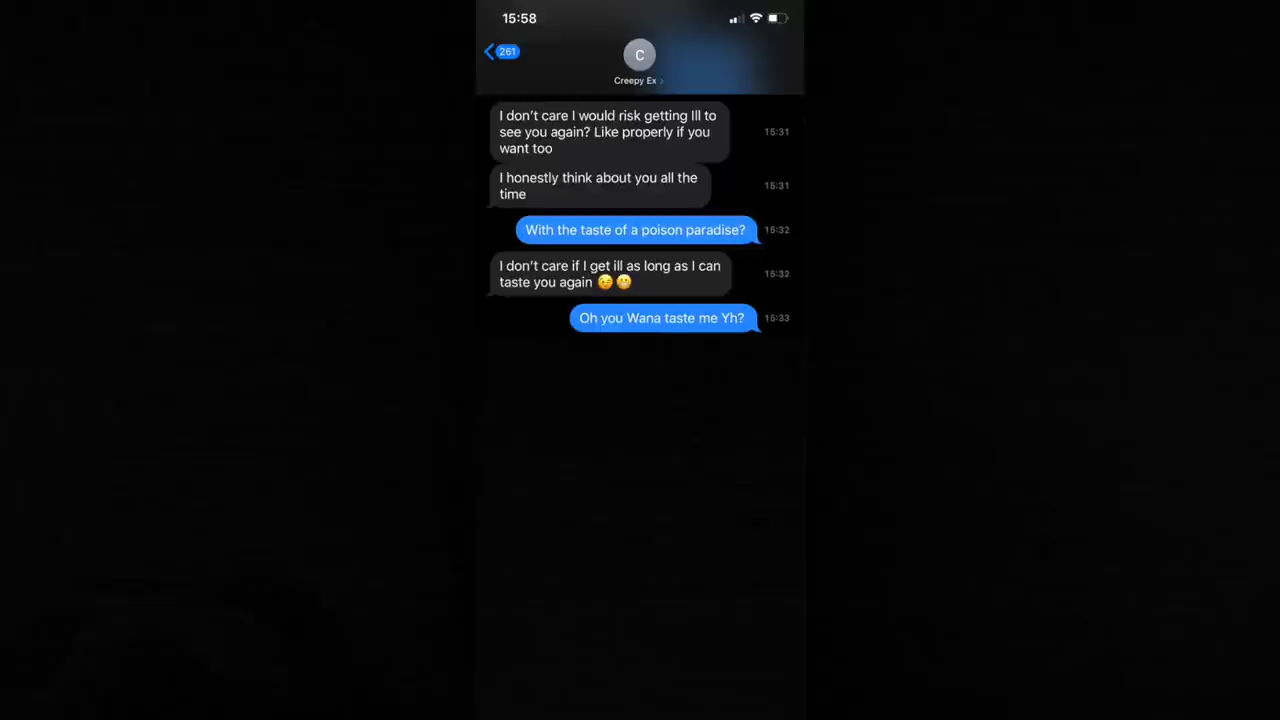 15:58
261
C
Creepy Ex
I don't care I would risk getting Ill to
see you again? Like properly if you
want too
15:31
I honestly think about you all the
time
15:31
With the taste of a poison paradise?
15:32
I don't care if I get ill as long as I can
taste you again 😉😬
15:32
Oh you Wana taste me Yh?
15:33